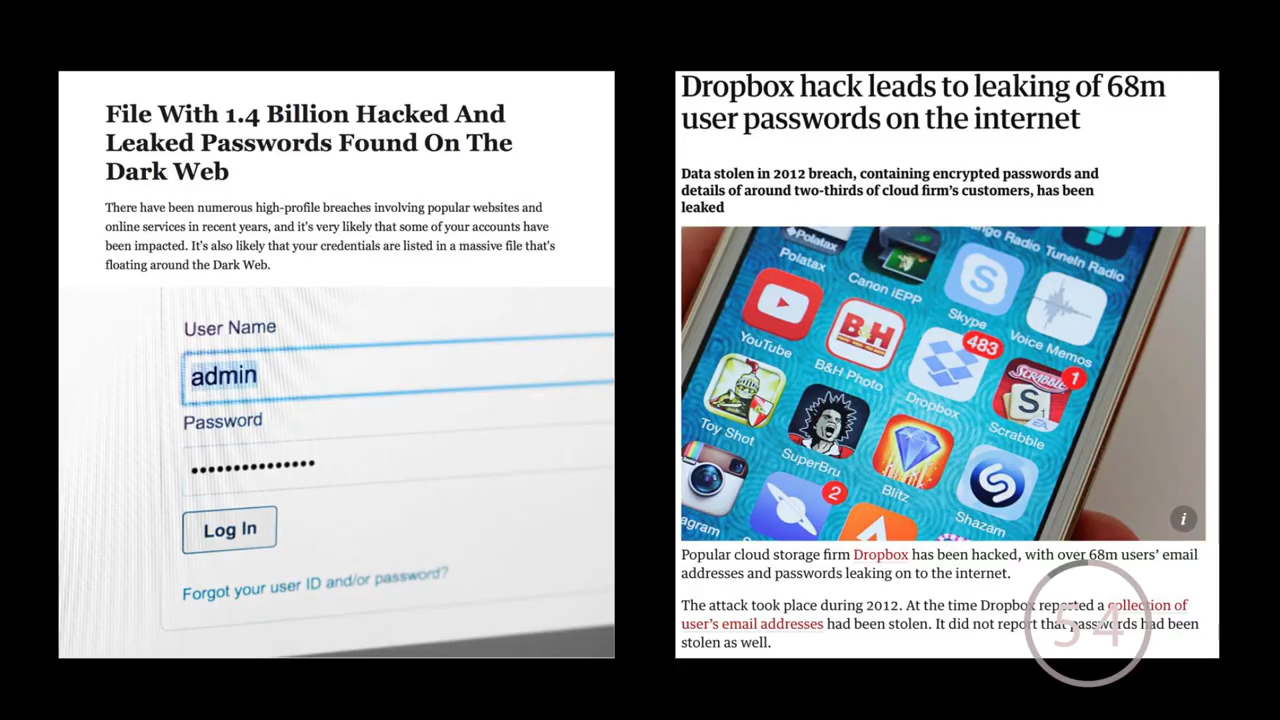 File With 1.4 Billion Hacked And
Leaked Passwords Found On The
Dark Web
There have been numerous high-profile breaches involving popular websites and
online services in recent years, and it's very likely that some of your accounts have
been impacted. It's also likely that your credentials are listed in a massive file that's
floating around the Dark Web.
User Name
admin
Password
Log In
Forgot your user ID and/or password?
Dropbox hack leads to leaking of 68m
user passwords on the internet
Data stolen in 2012 breach, containing encrypted passwords and
details of around two-thirds of cloud firm's customers, has been
leaked
Polatax
Polatax
Canon iEPP
ango Radio
TuneIn Radio
YouTube
B&H
B&H Photo
Skype
Voice Memos
483
Dropbox
SCRABBLE
1
S
Scrabble
Toy Shot
SuperBru
Blitz
Shazam
agram
2
i
Popular cloud storage firm Dropbox has been hacked, with over 68m users' email
addresses and passwords leaking on to the internet.
The attack took place during 2012. At the time Dropbox reported a collection of
user's email addresses had been stolen. It did not report that passwords had been
stolen as well.
54